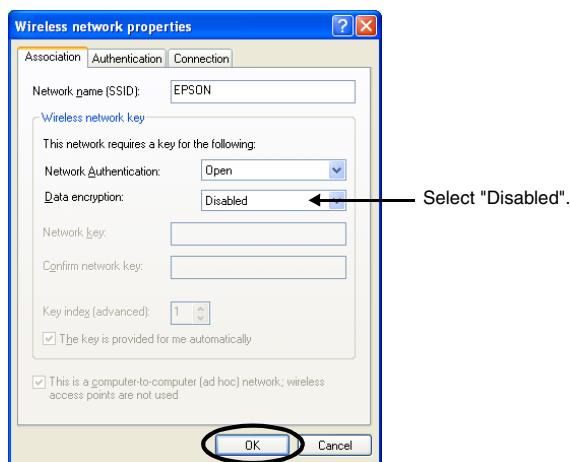 Wireless network properties
Association Authentication Connection
Network name (SSID): EPSON
Wireless network key
This network requires a key for the following:
Network Authentication: Open
Data encryption: Disabled
Select "Disabled".
Network key:
Confirm network key:
Key index (advanced): 1
The key is provided for me automatically
This is a computer-to-computer (ad hoc) network; wireless
access points are not used
OK Cancel